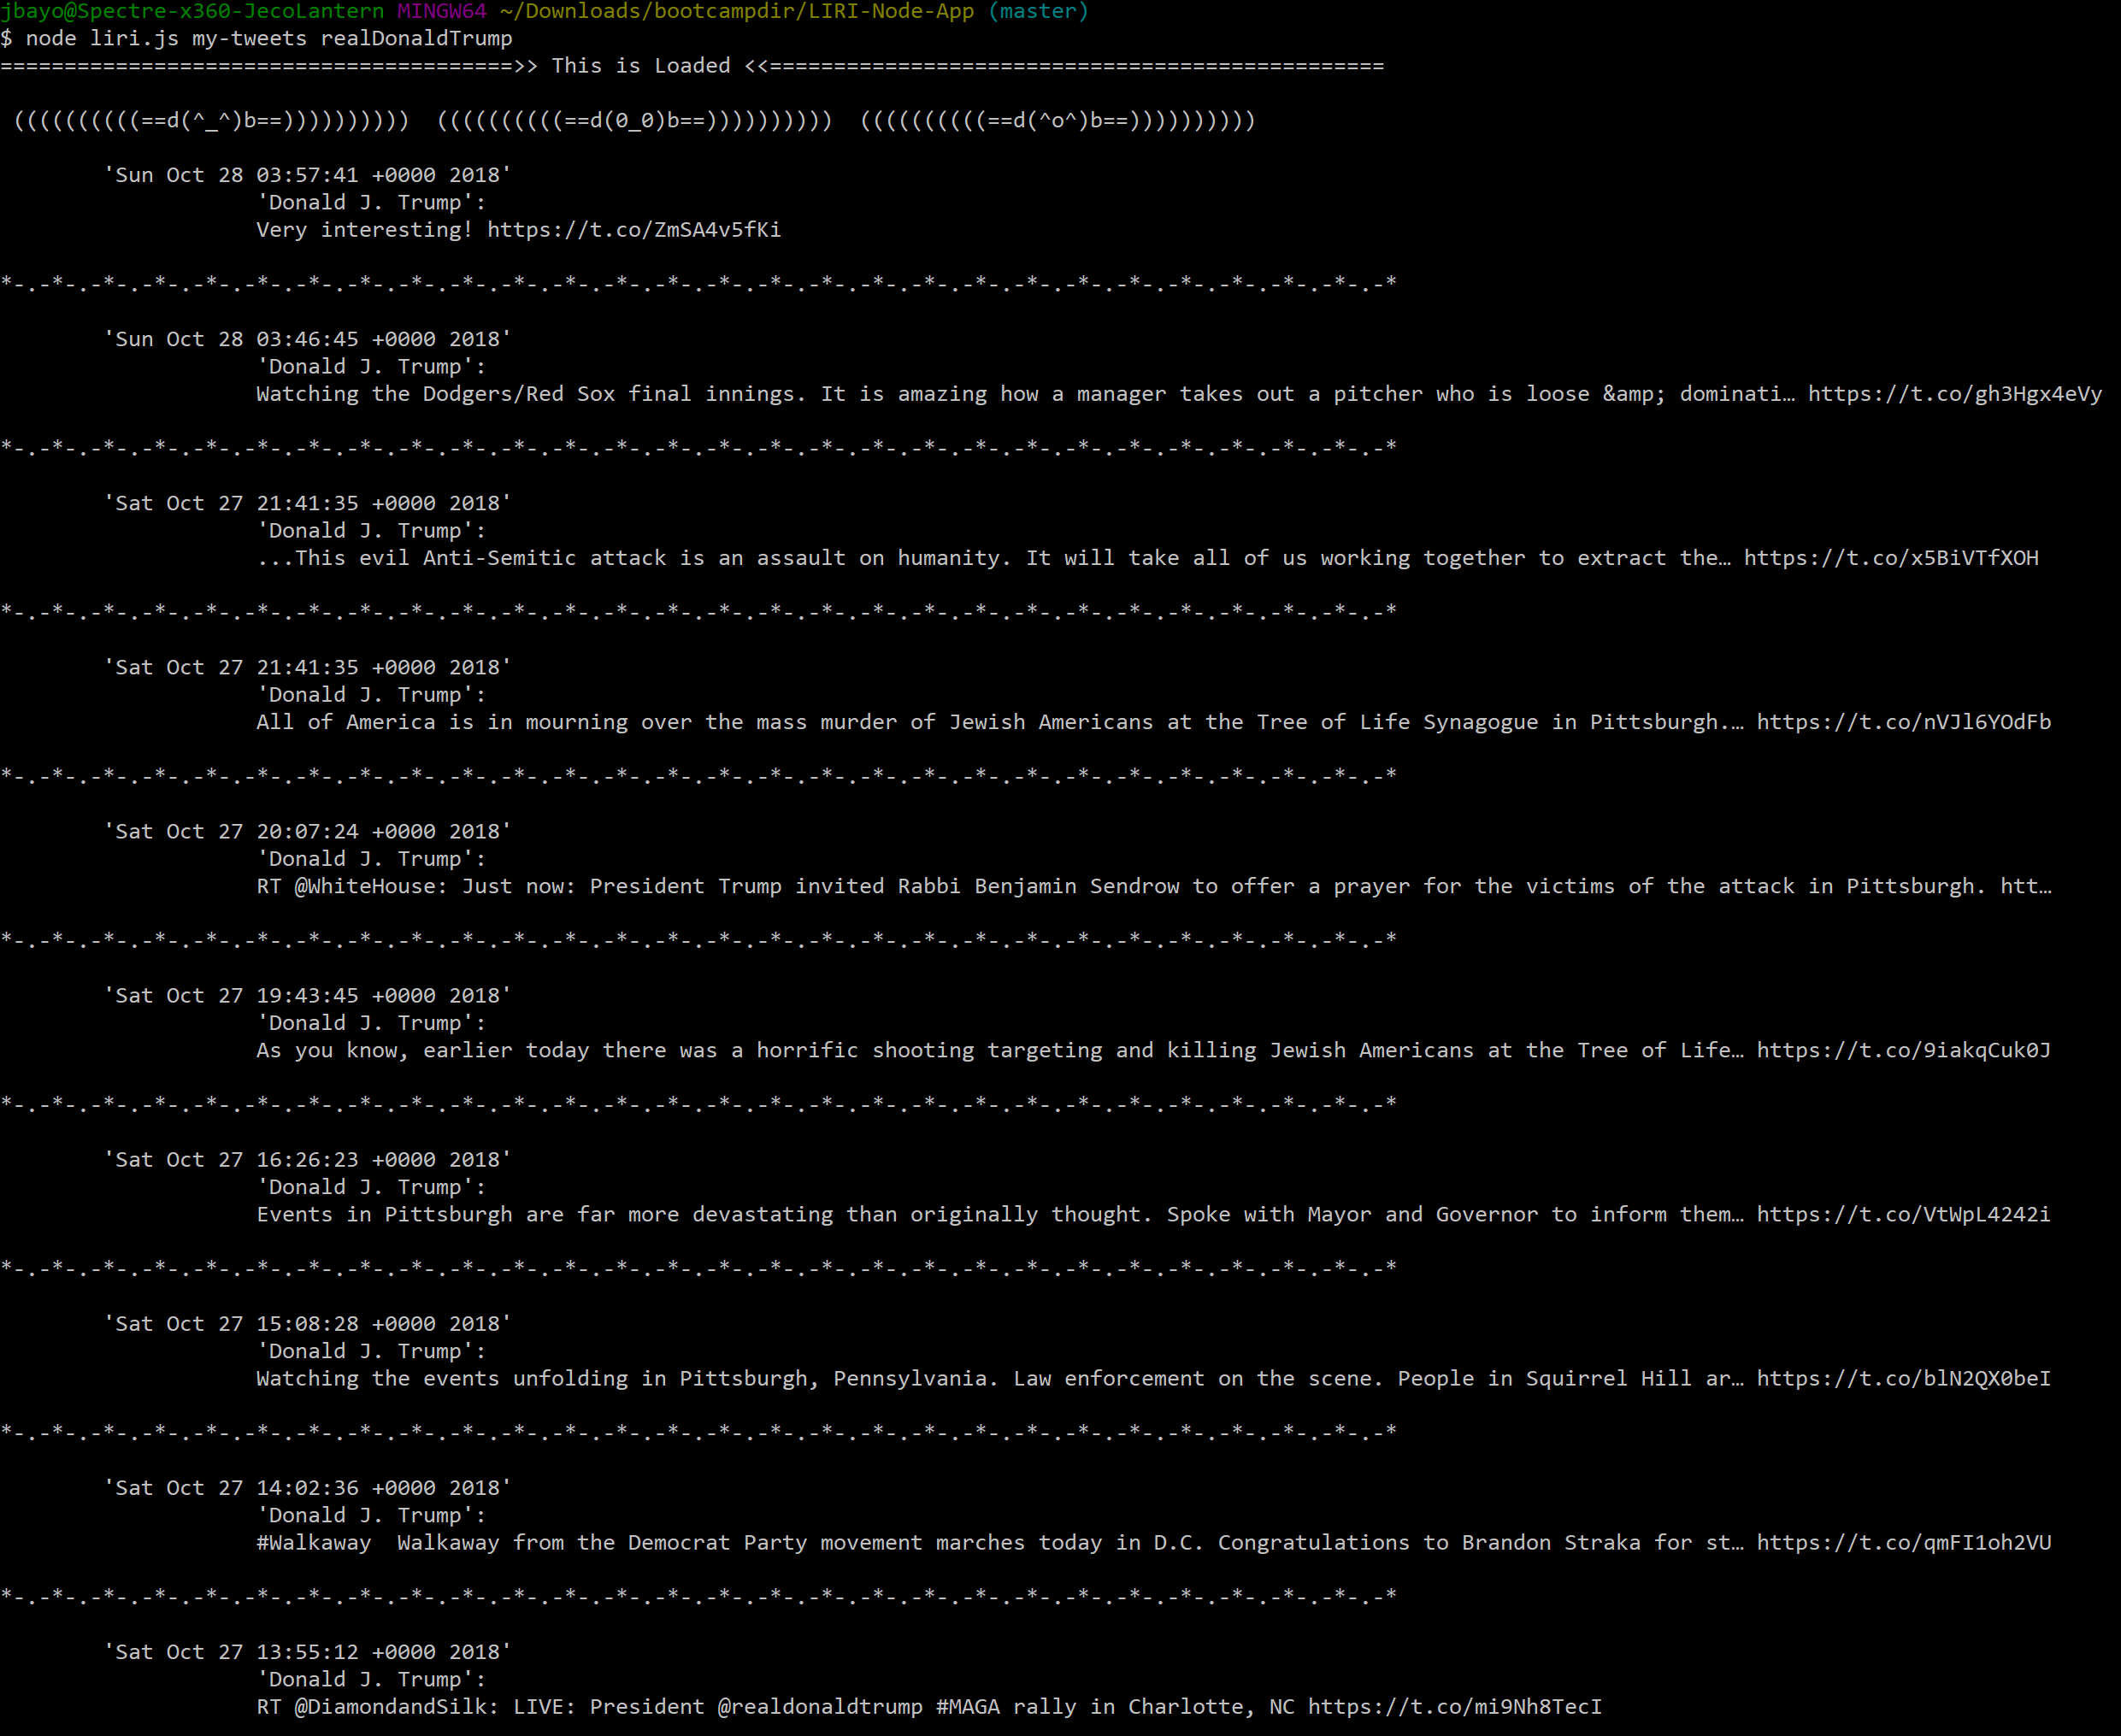 jbayo@Spectre-x360-JecoLantern MINGW64 ~/Downloads/bootcampdir/LIRI-Node-App (master)
$ node liri.js my-tweets realDonaldTrump
========================================>> This is Loaded <<================================================
((((((((((==d(^_^)b==))))))))))  ((((((((((==d(0_0)b==))))))))))  ((((((((((==d(^o^)b==))))))))))
'Sun Oct 28 03:57:41 +0000 2018'
'Donald J. Trump':
Very interesting! https://t.co/ZmSA4v5fKi
*-.-*-.-*-.-*-.-*-.-*-.-*-.-*-.-*-.-*-.-*-.-*-.-*-.-*-.-*-.-*-.-*-.-*-.-*-.-*-.-*-.-*-.-*-.-*-.-*-.-*-.-*-.-*
'Sun Oct 28 03:46:45 +0000 2018'
'Donald J. Trump':
Watching the Dodgers/Red Sox final innings. It is amazing how a manager takes out a pitcher who is loose &amp; dominati… https://t.co/gh3Hgx4eVy
*-.-*-.-*-.-*-.-*-.-*-.-*-.-*-.-*-.-*-.-*-.-*-.-*-.-*-.-*-.-*-.-*-.-*-.-*-.-*-.-*-.-*-.-*-.-*-.-*-.-*-.-*-.-*
'Sat Oct 27 21:41:35 +0000 2018'
'Donald J. Trump':
...This evil Anti-Semitic attack is an assault on humanity. It will take all of us working together to extract the… https://t.co/x5BiVTfXOH
*-.-*-.-*-.-*-.-*-.-*-.-*-.-*-.-*-.-*-.-*-.-*-.-*-.-*-.-*-.-*-.-*-.-*-.-*-.-*-.-*-.-*-.-*-.-*-.-*-.-*-.-*-.-*
'Sat Oct 27 21:41:35 +0000 2018'
'Donald J. Trump':
All of America is in mourning over the mass murder of Jewish Americans at the Tree of Life Synagogue in Pittsburgh.… https://t.co/nVJl6YOdFb
*-.-*-.-*-.-*-.-*-.-*-.-*-.-*-.-*-.-*-.-*-.-*-.-*-.-*-.-*-.-*-.-*-.-*-.-*-.-*-.-*-.-*-.-*-.-*-.-*-.-*-.-*-.-*
'Sat Oct 27 20:07:24 +0000 2018'
'Donald J. Trump':
RT @WhiteHouse: Just now: President Trump invited Rabbi Benjamin Sendrow to offer a prayer for the victims of the attack in Pittsburgh. htt…
*-.-*-.-*-.-*-.-*-.-*-.-*-.-*-.-*-.-*-.-*-.-*-.-*-.-*-.-*-.-*-.-*-.-*-.-*-.-*-.-*-.-*-.-*-.-*-.-*-.-*-.-*-.-*
'Sat Oct 27 19:43:45 +0000 2018'
'Donald J. Trump':
As you know, earlier today there was a horrific shooting targeting and killing Jewish Americans at the Tree of Life… https://t.co/9iakqCuk0J
*-.-*-.-*-.-*-.-*-.-*-.-*-.-*-.-*-.-*-.-*-.-*-.-*-.-*-.-*-.-*-.-*-.-*-.-*-.-*-.-*-.-*-.-*-.-*-.-*-.-*-.-*-.-*
'Sat Oct 27 16:26:23 +0000 2018'
'Donald J. Trump':
Events in Pittsburgh are far more devastating than originally thought. Spoke with Mayor and Governor to inform them… https://t.co/VtWpL4242i
*-.-*-.-*-.-*-.-*-.-*-.-*-.-*-.-*-.-*-.-*-.-*-.-*-.-*-.-*-.-*-.-*-.-*-.-*-.-*-.-*-.-*-.-*-.-*-.-*-.-*-.-*-.-*
'Sat Oct 27 15:08:28 +0000 2018'
'Donald J. Trump':
Watching the events unfolding in Pittsburgh, Pennsylvania. Law enforcement on the scene. People in Squirrel Hill ar… https://t.co/blN2QX0beI
*-.-*-.-*-.-*-.-*-.-*-.-*-.-*-.-*-.-*-.-*-.-*-.-*-.-*-.-*-.-*-.-*-.-*-.-*-.-*-.-*-.-*-.-*-.-*-.-*-.-*-.-*-.-*
'Sat Oct 27 14:02:36 +0000 2018'
'Donald J. Trump':
#Walkaway  Walkaway from the Democrat Party movement marches today in D.C. Congratulations to Brandon Straka for st… https://t.co/qmFI1oh2VU
*-.-*-.-*-.-*-.-*-.-*-.-*-.-*-.-*-.-*-.-*-.-*-.-*-.-*-.-*-.-*-.-*-.-*-.-*-.-*-.-*-.-*-.-*-.-*-.-*-.-*-.-*-.-*
'Sat Oct 27 13:55:12 +0000 2018'
'Donald J. Trump':
RT @DiamondandSilk: LIVE: President @realdonaldtrump #MAGA rally in Charlotte, NC https://t.co/mi9Nh8TecI